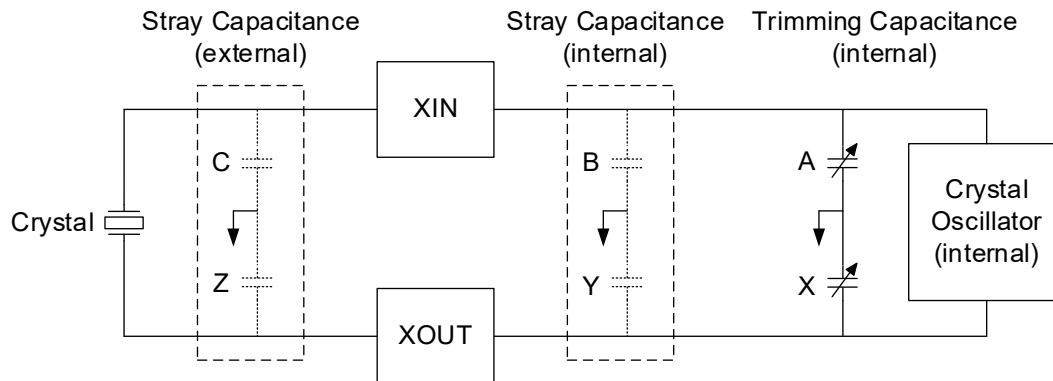 Stray Capacitance
(external)
Stray Capacitance
(internal)
Trimming Capacitance
(internal)
XIN
C
B
A
Crystal
Crystal
Oscillator
(internal)
Z
Y
X
XOUT